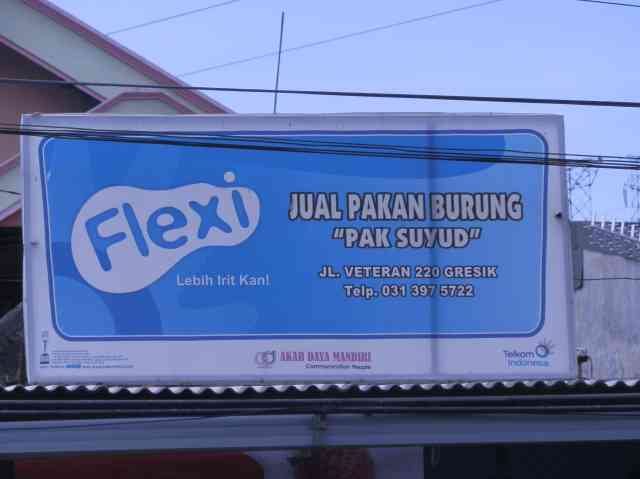 Flexi
Lebih Irit Kan!
JUAL PAKAN BURUNG
"PAK SUYUD"
JL. VETERAN 220 GRESIK
Telp. 031 397 5722
AKAR DAYA MANDIRI
Communication People
Telkom
Indonesia